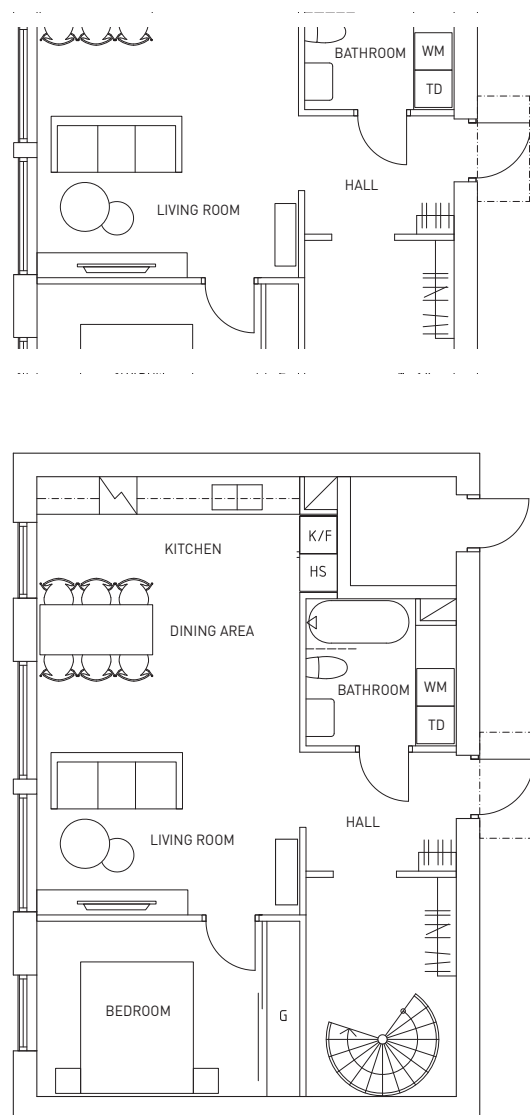 BATHROOM
WM
TD
HALL
LIVING ROOM
KITCHEN
K/F
HS
DINING AREA
BATHROOM
WM
TD
HALL
LIVING ROOM
BEDROOM
G